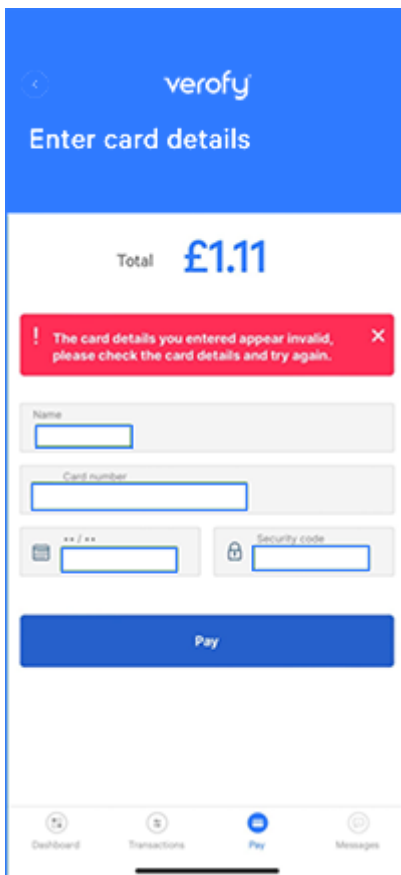 verofy
Enter card details
Total £1.11
! The card details you entered appear invalid, ✕
please check the card details and try again.
Name
Card number
•• / ••
Security code
Pay
Dashboard Transactions Pay Messages